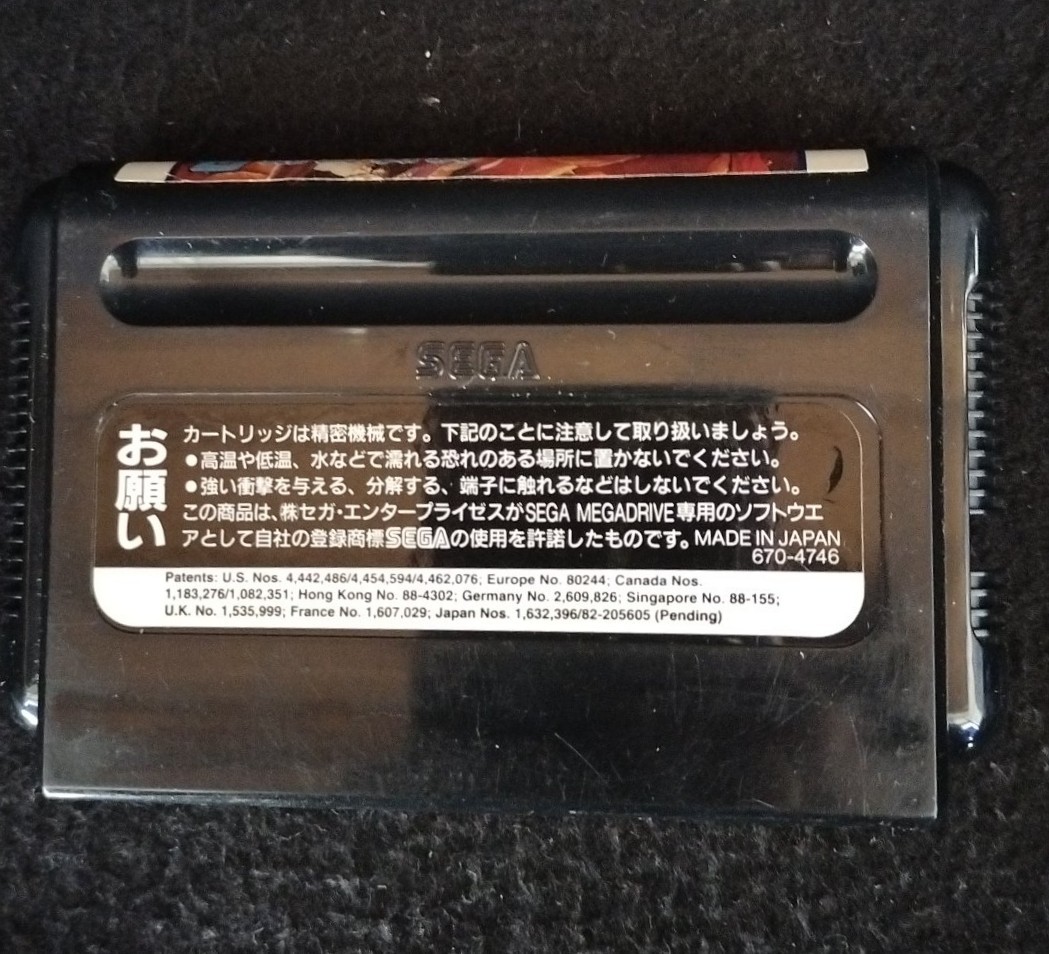 SEGA
お願い
カートリッジは精密機械です。下記のことに注意して取り扱いましょう。
●高温や低温、水などで濡れる恐れのある場所に置かないでください。
●強い衝撃を与える、分解する、端子に触れるなどはしないでください。
この商品は、株セガ・エンタープライゼスがSEGA MEGADRIVE専用のソフトウエ
アとして自社の登録商標SEGAの使用を許諾したものです。MADE IN JAPAN
670-4746
Patents: U.S. Nos. 4,442,486/4,454,594/4,462,076; Europe No. 80244; Canada Nos.
1,183,276/1,082,351; Hong Kong No. 88-4302; Germany No. 2,609,826; Singapore No. 88-155;
U.K. No. 1,535,999; France No. 1,607,029; Japan Nos. 1,632,396/82-205605 (Pending)